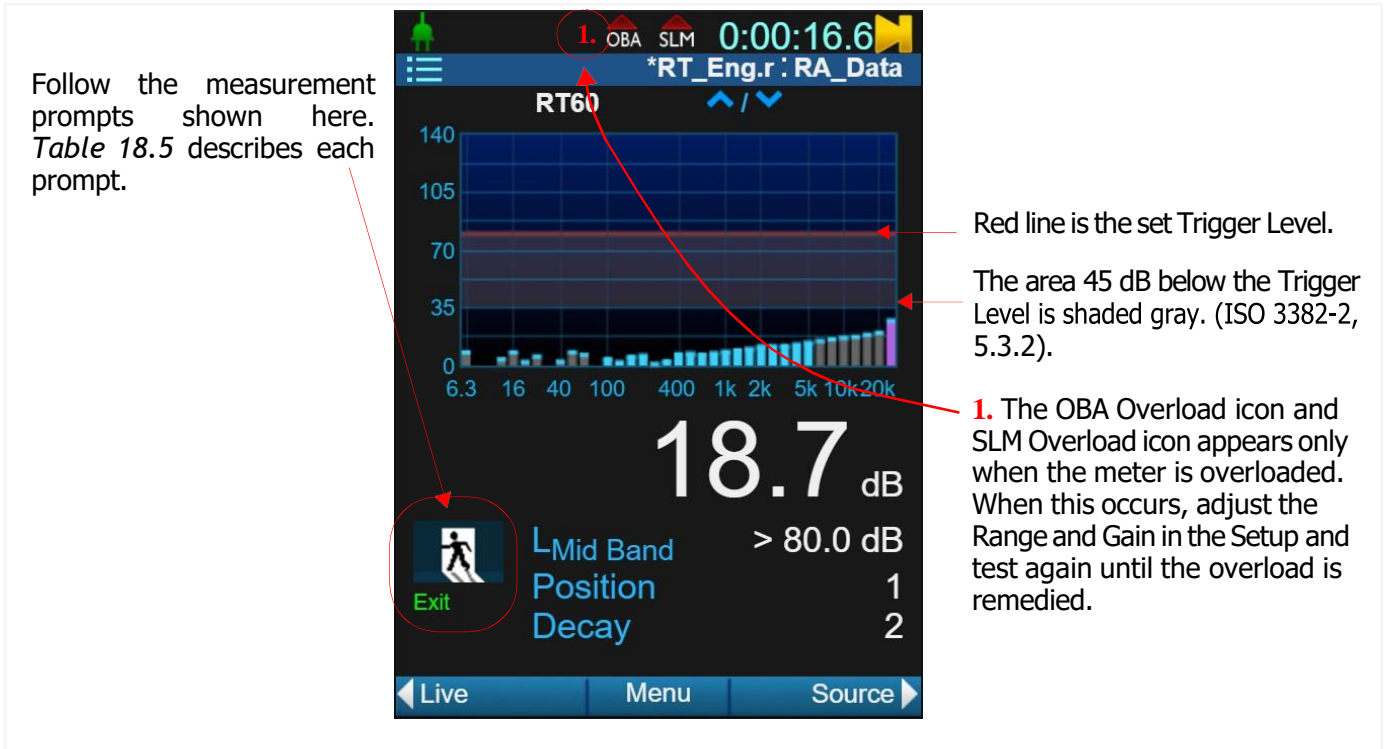 Follow the measurement
prompts shown here.
Table 18.5 describes each
prompt.
1. OBA SLM 0:00:16.6
*RT_Eng.r : RA_Data
RT60 /
140
105
70
35
0
6.3 16 40 100 400 1k 2k 5k 10k 20k
18.7 dB
LMid Band > 80.0 dB
Position 1
Exit
Decay 2
Live Menu Source
Red line is the set Trigger Level.
The area 45 dB below the Trigger
Level is shaded gray. (ISO 3382-2,
5.3.2).
1. The OBA Overload icon and
SLM Overload icon appears only
when the meter is overloaded.
When this occurs, adjust the
Range and Gain in the Setup and
test again until the overload is
remedied.